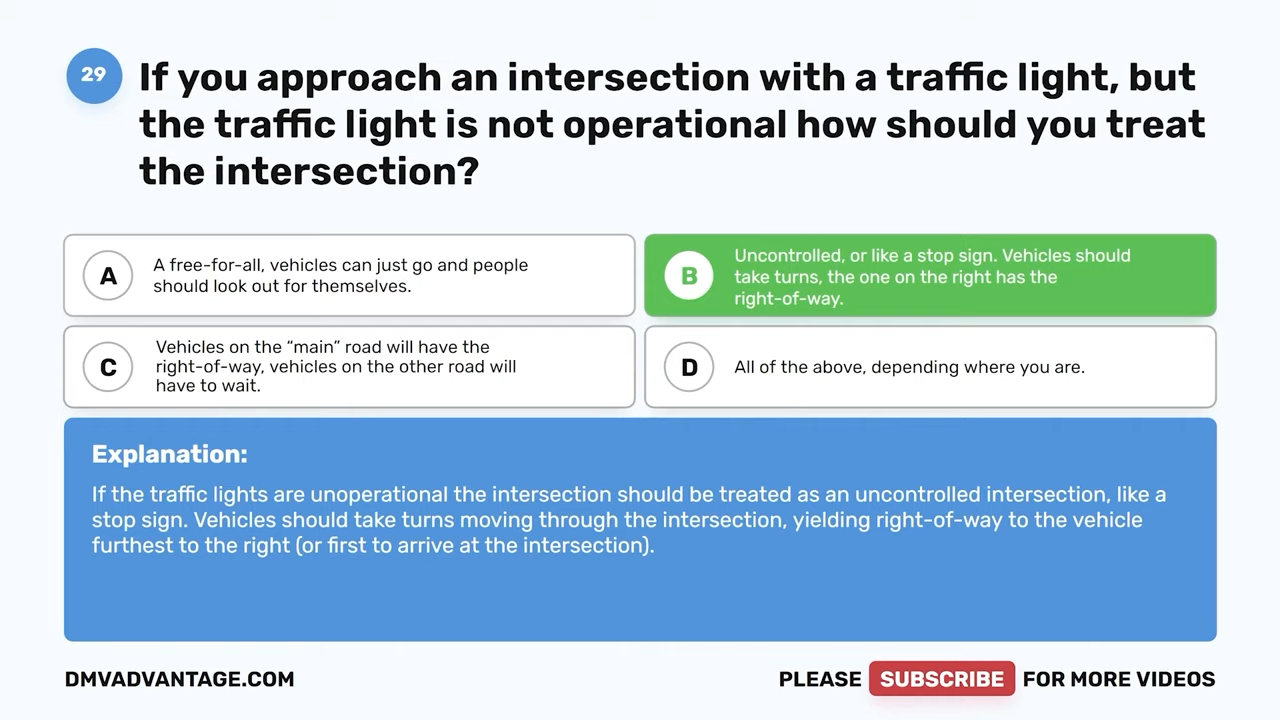 29
If you approach an intersection with a traffic light, but
the traffic light is not operational how should you treat
the intersection?
A
A free-for-all, vehicles can just go and people
should look out for themselves.
B
Uncontrolled, or like a stop sign. Vehicles should
take turns, the one on the right has the
right-of-way.
C
Vehicles on the “main” road will have the
right-of-way, vehicles on the other road will
have to wait.
D
All of the above, depending where you are.
Explanation:
If the traffic lights are unoperational the intersection should be treated as an uncontrolled intersection, like a
stop sign. Vehicles should take turns moving through the intersection, yielding right-of-way to the vehicle
furthest to the right (or first to arrive at the intersection).
DMVADVANTAGE.COM
PLEASE SUBSCRIBE FOR MORE VIDEOS